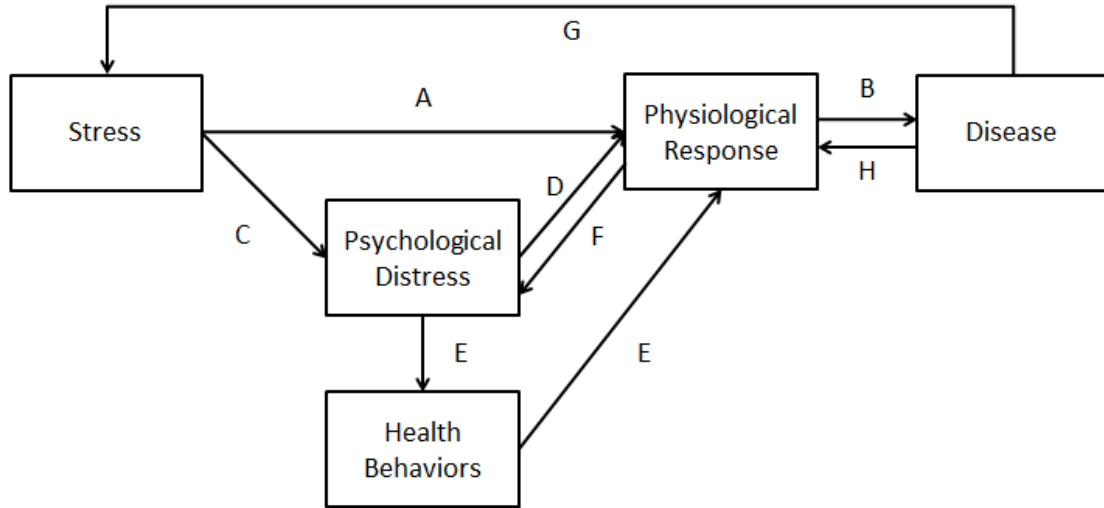 G
Stress
A
Physiological
Response
B
H
Disease
C
Psychological
Distress
D
F
E
E
Health
Behaviors